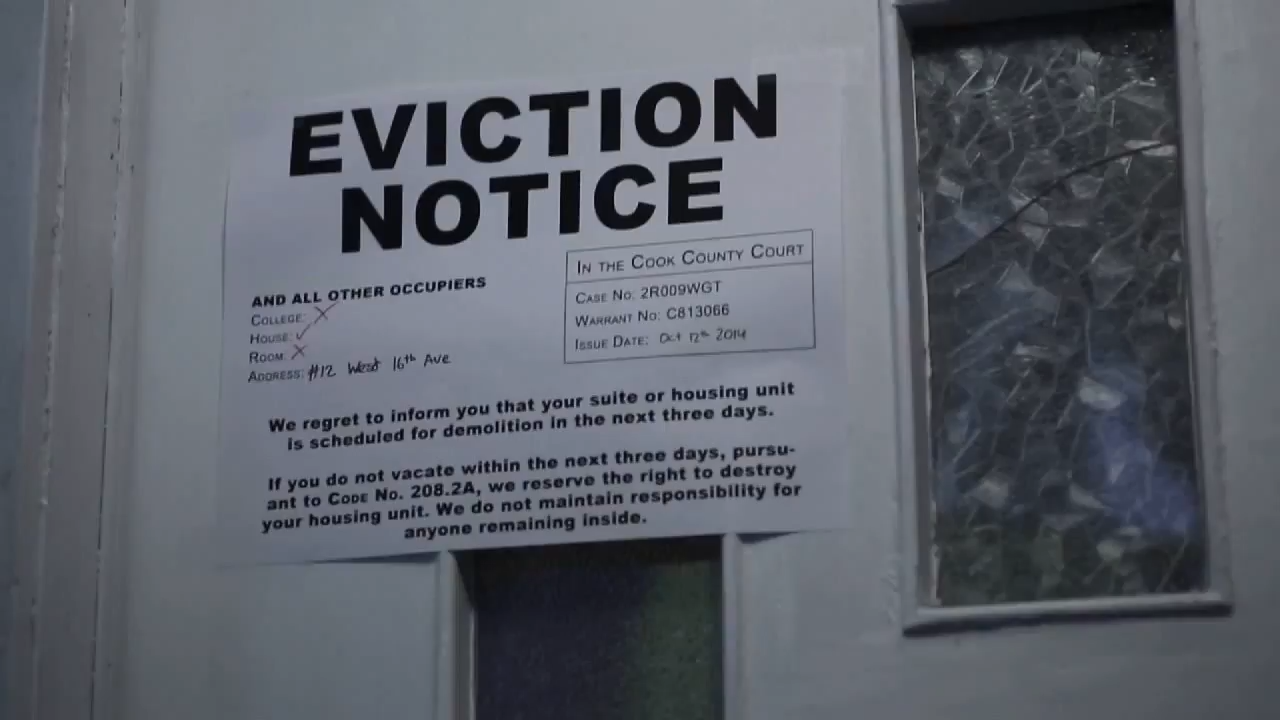 EVICTION
NOTICE
AND ALL OTHER OCCUPIERS
COLLEGE: X
HOUSE: ✓
ROOM: X
ADDRESS: #12 West 16th Ave
IN THE COOK COUNTY COURT
CASE NO: 2R009WGT
WARRANT NO: C813066
ISSUE DATE: Oct 12th 2014
We regret to inform you that your suite or housing unit
is scheduled for demolition in the next three days.
If you do not vacate within the next three days, pursu-
ant to CODE NO. 208.2A, we reserve the right to destroy
your housing unit. We do not maintain responsibility for
anyone remaining inside.